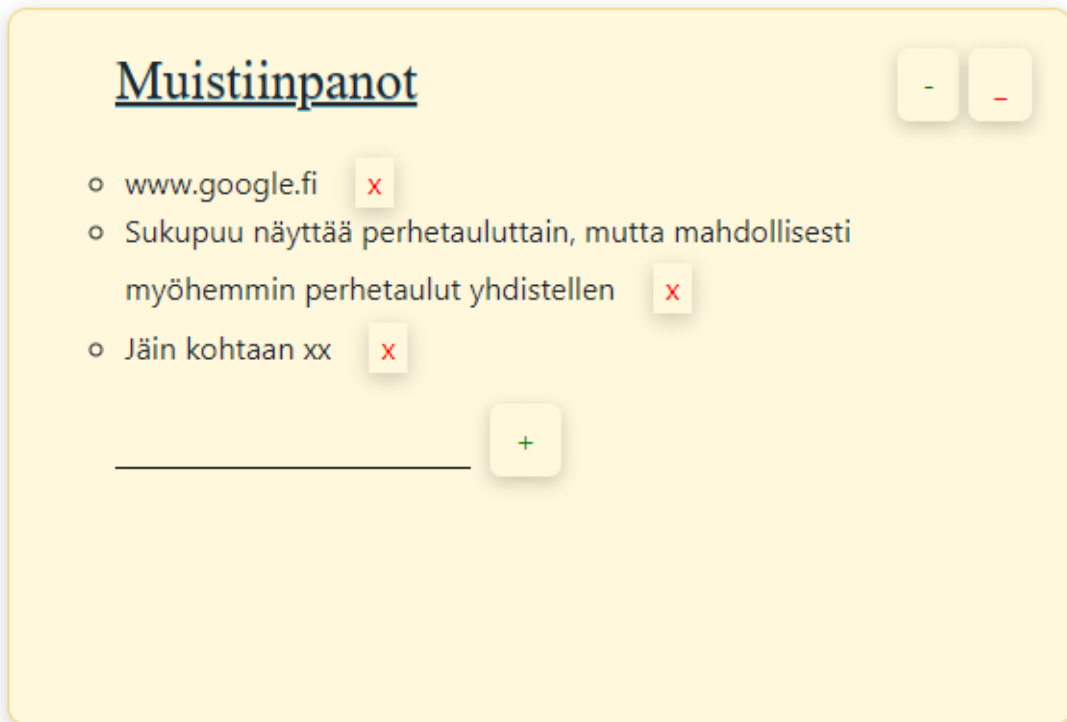 Muistiinpanot - _
www.google.fi x
Sukupuu näyttää perhetauluttain, mutta mahdollisesti
myöhemmin perhetaulut yhdistellen x
Jäin kohtaan xx x
+